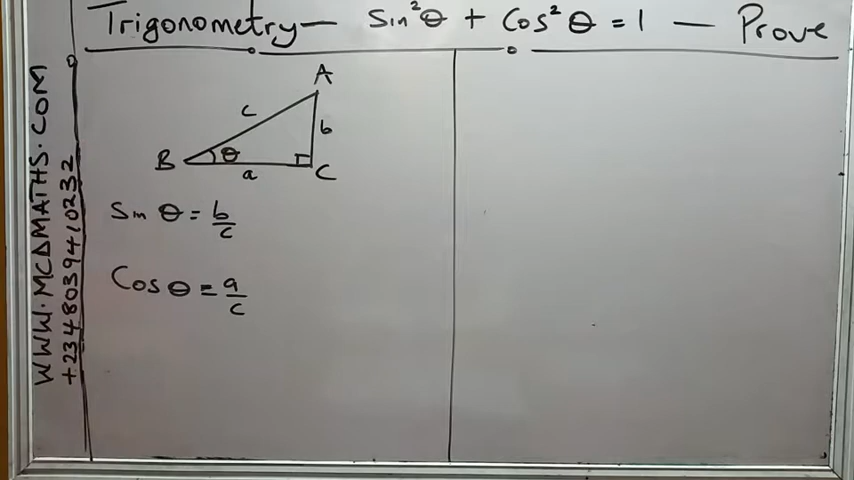 Trigonometry — Sin²θ + Cos²θ = 1 — Prove
WWW.MCDMATHS.COM
+2348039410232
A
c
b
B
θ
a
C
Sin θ = b/c
Cos θ = a/c